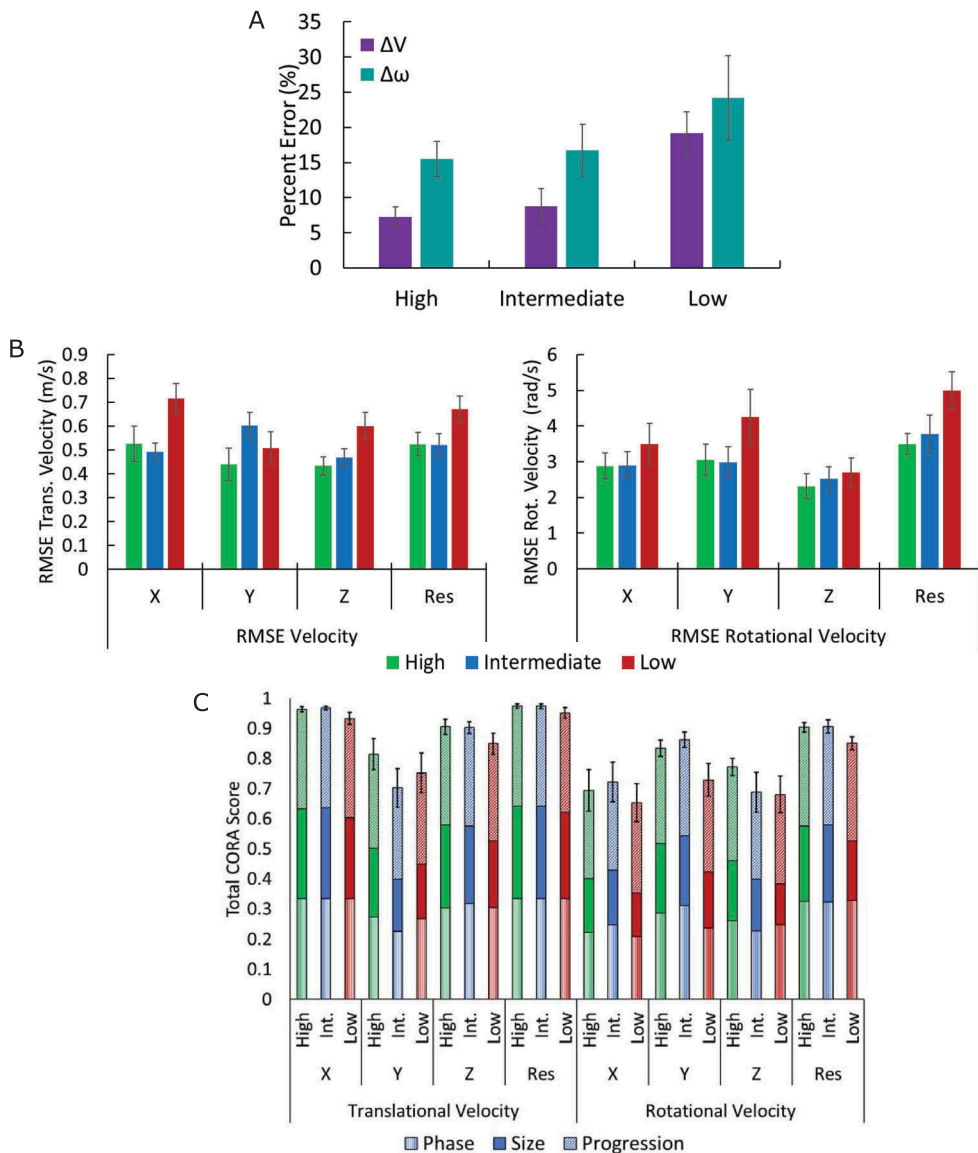 A
35
30
25
20
15
10
5
0
Percent Error (%)
ΔV
Δω
High Intermediate Low
B
0.9
0.8
0.7
0.6
0.5
0.4
0.3
0.2
0.1
0
RMSE Trans. Velocity (m/s)
X Y Z Res
RMSE Velocity
6
5
4
3
2
1
0
RMSE Rot. Velocity (rad/s)
X Y Z Res
RMSE Rotational Velocity
High Intermediate Low
C
1
0.9
0.8
0.7
0.6
0.5
0.4
0.3
0.2
0.1
0
Total CORA Score
High Int. Low High Int. Low High Int. Low High Int. Low High Int. Low High Int. Low High Int. Low High Int. Low
X Y Z Res X Y Z Res
Translational Velocity Rotational Velocity
Phase Size Progression